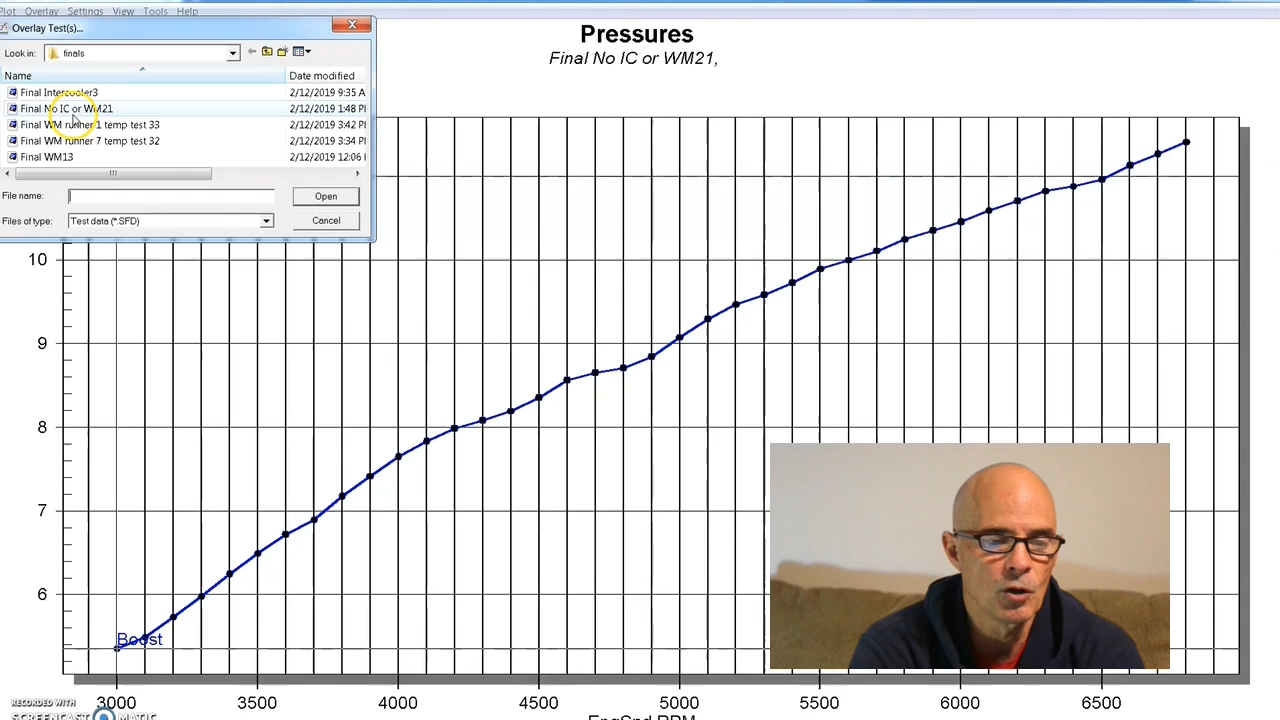 Plot Overlay Settings View Tools Help
Overlay Test(s)...
Look in: finals
Name Date modified
Final Intercooler3 2/12/2019 9:35 A
Final No IC or WM21 2/12/2019 1:48 P
Final WM runner 1 temp test 33 2/12/2019 3:42 P
Final WM runner 7 temp test 32 2/12/2019 3:34 P
Final WM13 2/12/2019 12:06
File name: Open
Files of type: Test data (*.SFD) Cancel
Pressures
Final No IC or WM21,
10
9
8
7
6
Boost
3000 3500 4000 4500 5000 5500 6000 6500
EngSpd RPM
RECORDED WITH
SCREENCAST MATIC